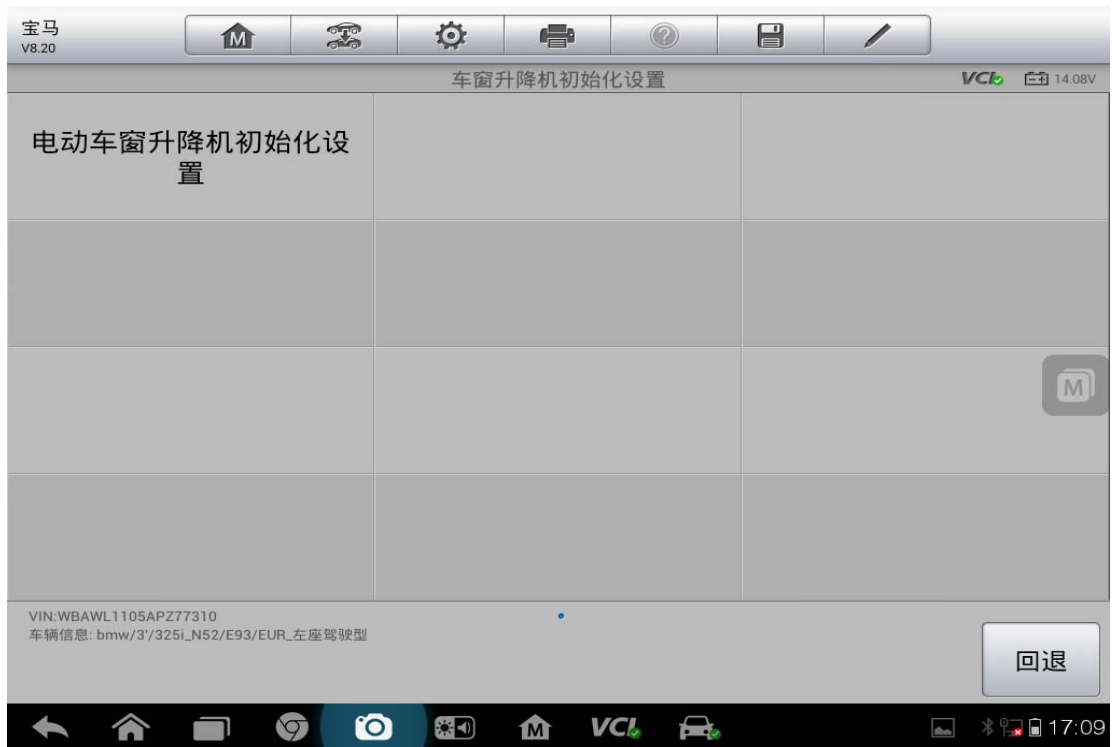 宝马
V8.20
M
车窗升降机初始化设置
VCI
14.08V
电动车窗升降机初始化设
置
M
VIN:WBAWL1105APZ77310
车辆信息: bmw/3'/325i_N52/E93/EUR_左座驾驶型
回退
M
VCI
17:09